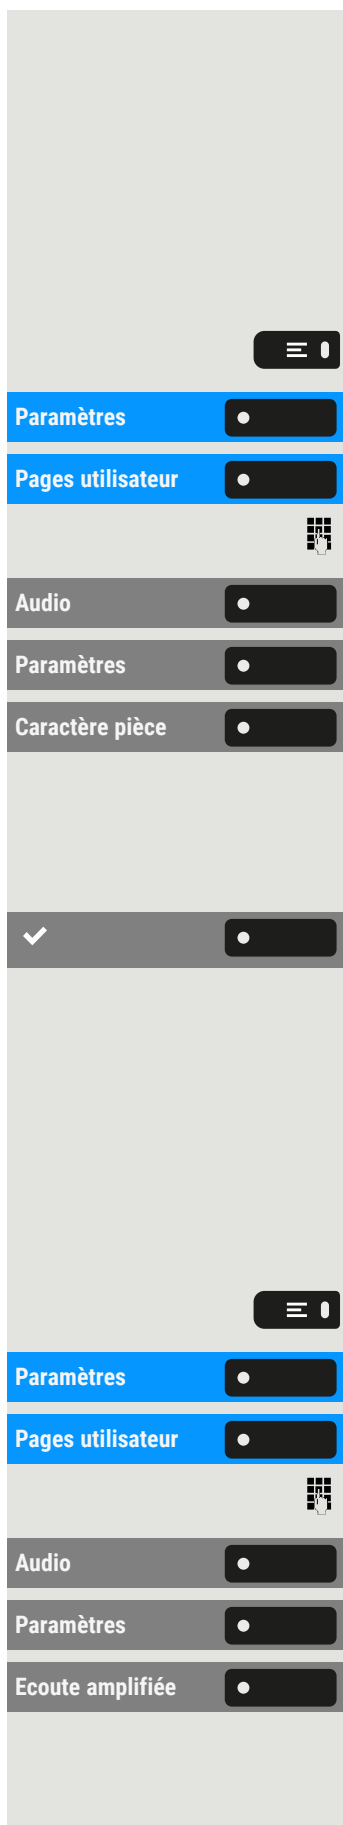 Paramètres
Pages utilisateur
Audio
Paramètres
Caractère pièce
Paramètres
Pages utilisateur
Audio
Paramètres
Ecoute amplifiée